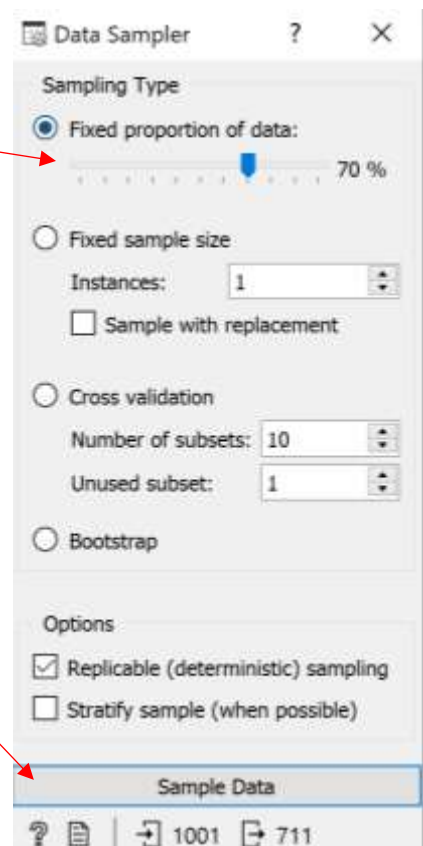 Data Sampler ? ×
Sampling Type
Fixed proportion of data:
70 %
Fixed sample size
Instances: 1
Sample with replacement
Cross validation
Number of subsets: 10
Unused subset: 1
Bootstrap
Options
Replicable (deterministic) sampling
Stratify sample (when possible)
Sample Data
? 1001 711